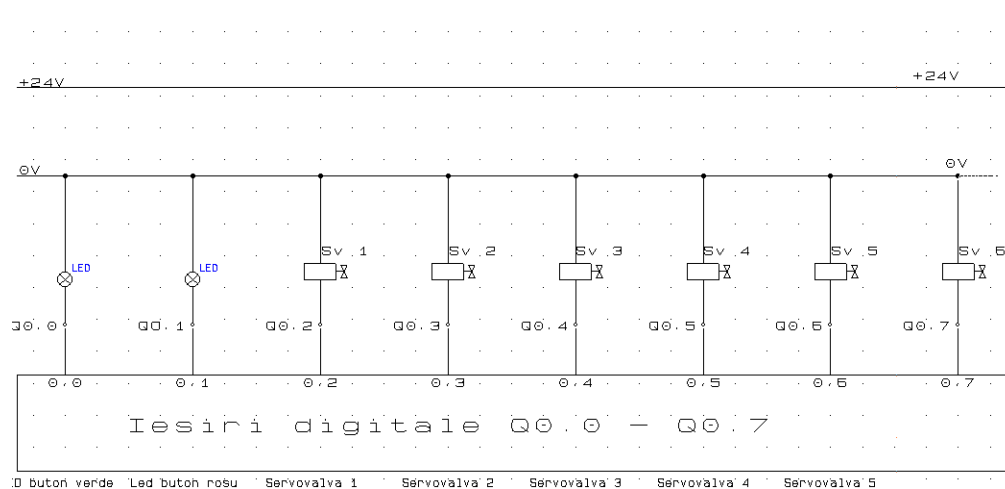 +24V +24V
0V 0V
Sv.1 Sv.2 Sv.3 Sv.4 Sv.5 Sv.6
LED LED
Q0.0 Q0.1 Q0.2 Q0.3 Q0.4 Q0.5 Q0.6 Q0.7
0.0 0.1 0.2 0.3 0.4 0.5 0.6 0.7
Iesiri digitale Q0.0 - Q0.7
D buton verde Led buton rosu Servovalva 1 Servovalva 2 Servovalva 3 Servovalva 4 Servovalva 5